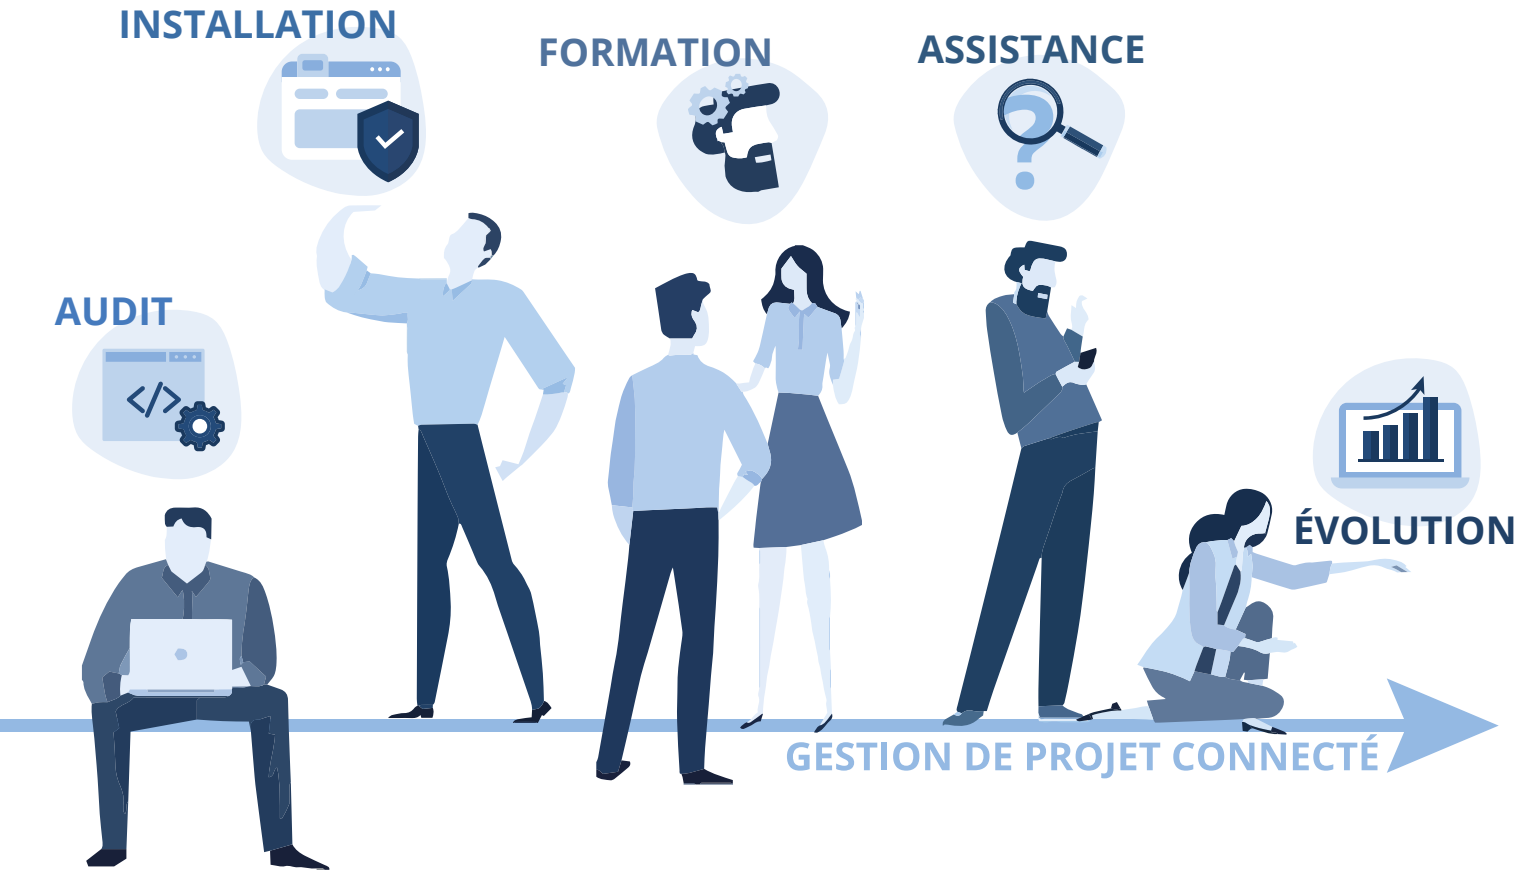 INSTALLATION
FORMATION
ASSISTANCE
AUDIT
</>
ÉVOLUTION
GESTION DE PROJET CONNECTÉ